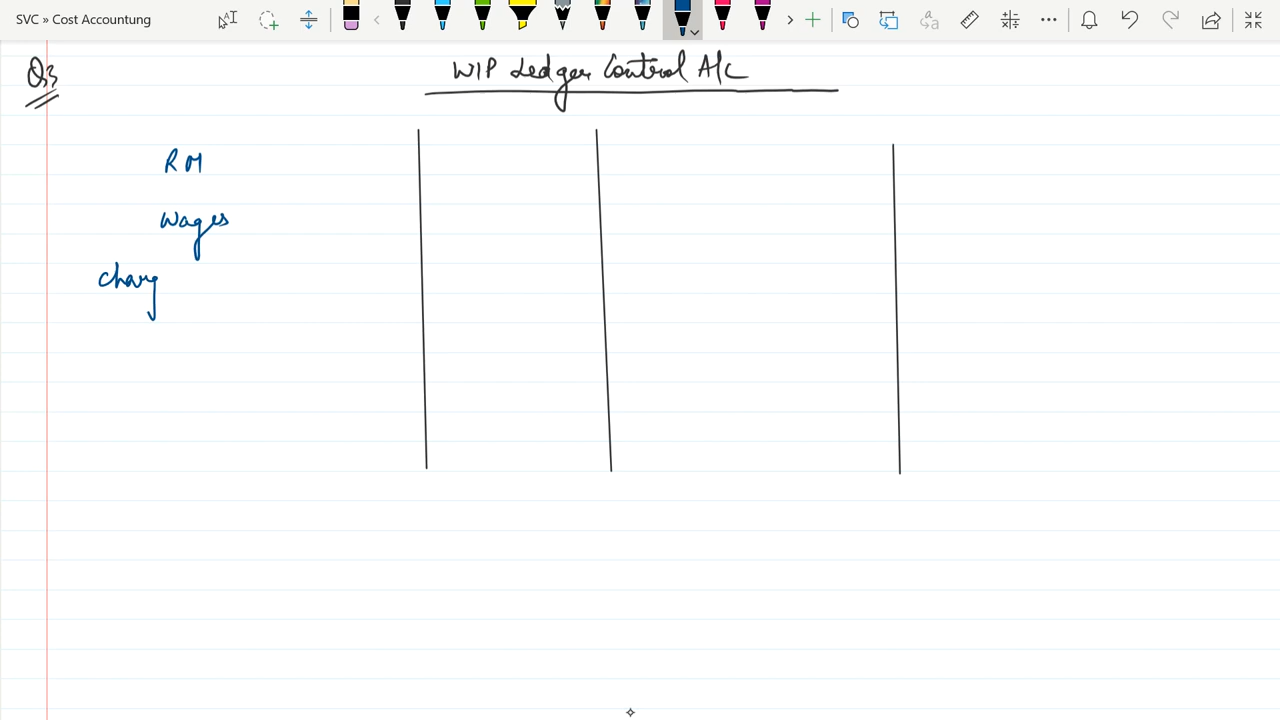 SVC » Cost Accountung
Q3
WIP Ledger Control A/c
RM
Wages
charg